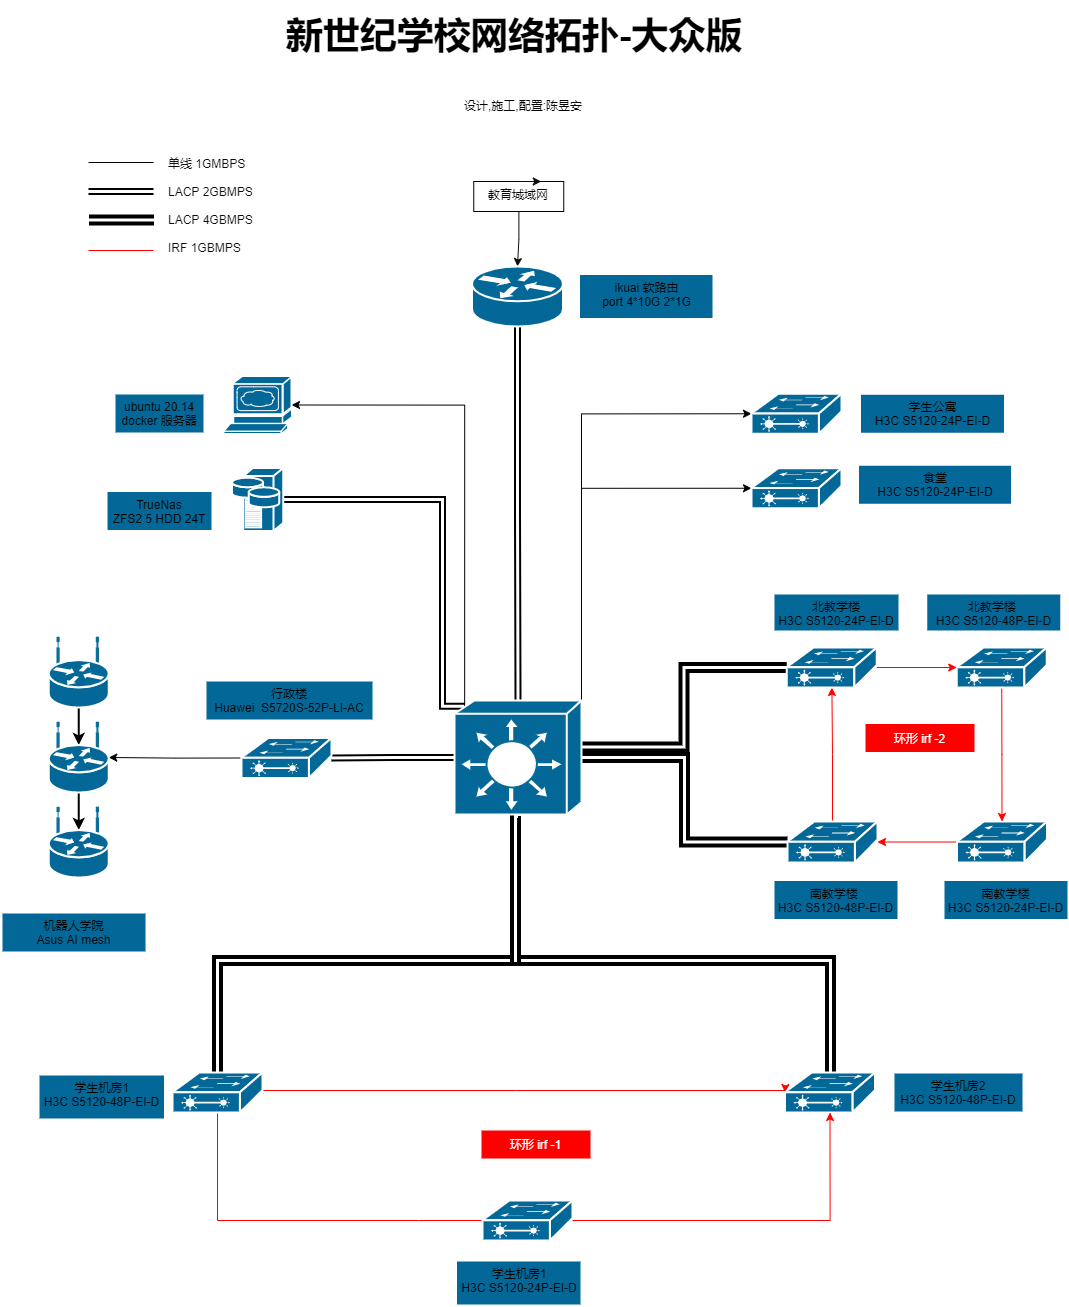 新世纪学校网络拓扑-大众版
设计,施工,配置:陈昱安
单线 1GMBPS
LACP 2GBMPS
LACP 4GBMPS
IRF 1GBMPS
教育城域网
ikuai 软路由
port 4*10G 2*1G
ubuntu 20.14
docker 服务器
学生公寓
H3C S5120-24P-EI-D
食堂
H3C S5120-24P-EI-D
TrueNas
ZFS2 5 HDD 24T
北教学楼
H3C S5120-24P-EI-D
北教学楼
H3C S5120-48P-EI-D
行政楼
Huawei  S5720S-52P-LI-AC
环形 irf -2
南教学楼
H3C S5120-48P-EI-D
南教学楼
H3C S5120-24P-EI-D
机器人学院
Asus AI mesh
学生机房1
H3C S5120-48P-EI-D
学生机房2
H3C S5120-48P-EI-D
环形 irf -1
学生机房1
H3C S5120-24P-EI-D